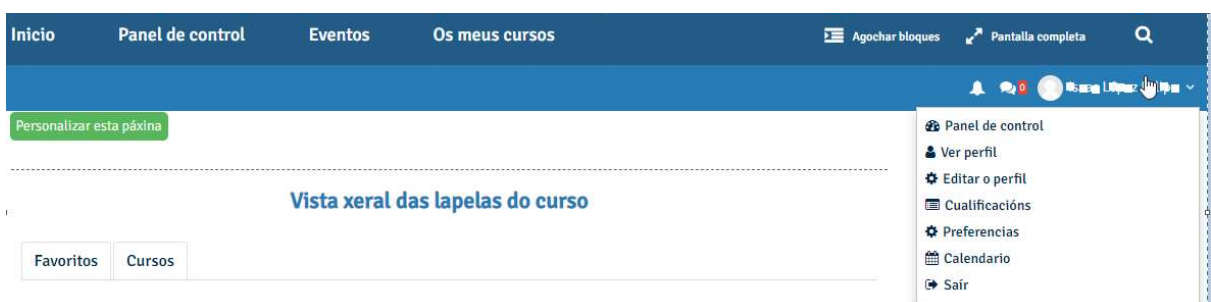 Inicio Panel de control Eventos Os meus cursos Agochar bloques Pantalla completa
0
Personalizar esta páxina
Panel de control
Ver perfil
Editar o perfil
Vista xeral das lapelas do curso
Cualificacións
Preferencias
Favoritos Cursos
Calendario
Saír